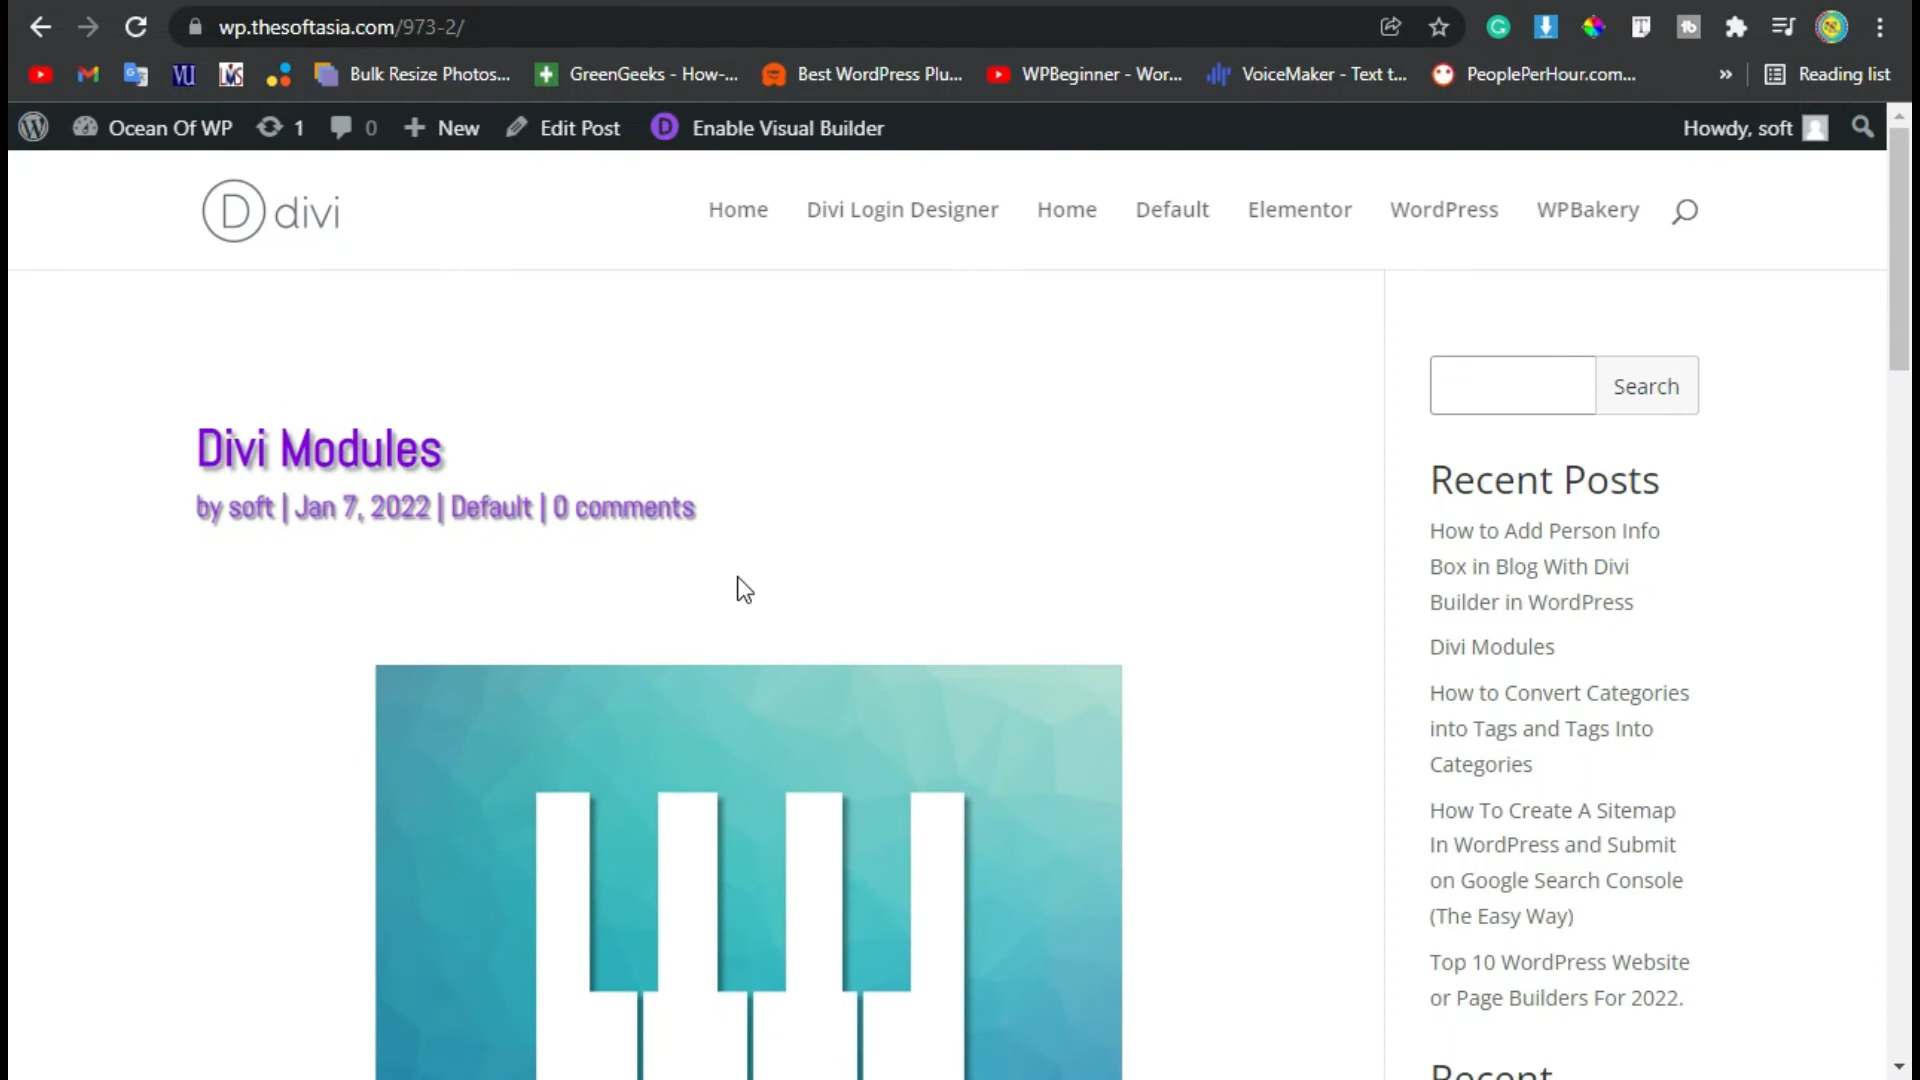 wp.thesoftasia.com/973-2/
VU LMS Bulk Resize Photos... GreenGeeks - How-... Best WordPress Plu... WPBeginner - Wor... VoiceMaker - Text t... PeoplePerHour.com... » Reading list
Ocean Of WP 1 0 New Edit Post D Enable Visual Builder Howdy, soft
D divi Home Divi Login Designer Home Default Elementor WordPress WPBakery
Search
Divi Modules
by soft | Jan 7, 2022 | Default | 0 comments
Recent Posts
How to Add Person Info
Box in Blog With Divi
Builder in WordPress
Divi Modules
How to Convert Categories
into Tags and Tags Into
Categories
How To Create A Sitemap
In WordPress and Submit
on Google Search Console
(The Easy Way)
Top 10 WordPress Website
or Page Builders For 2022.
Recent